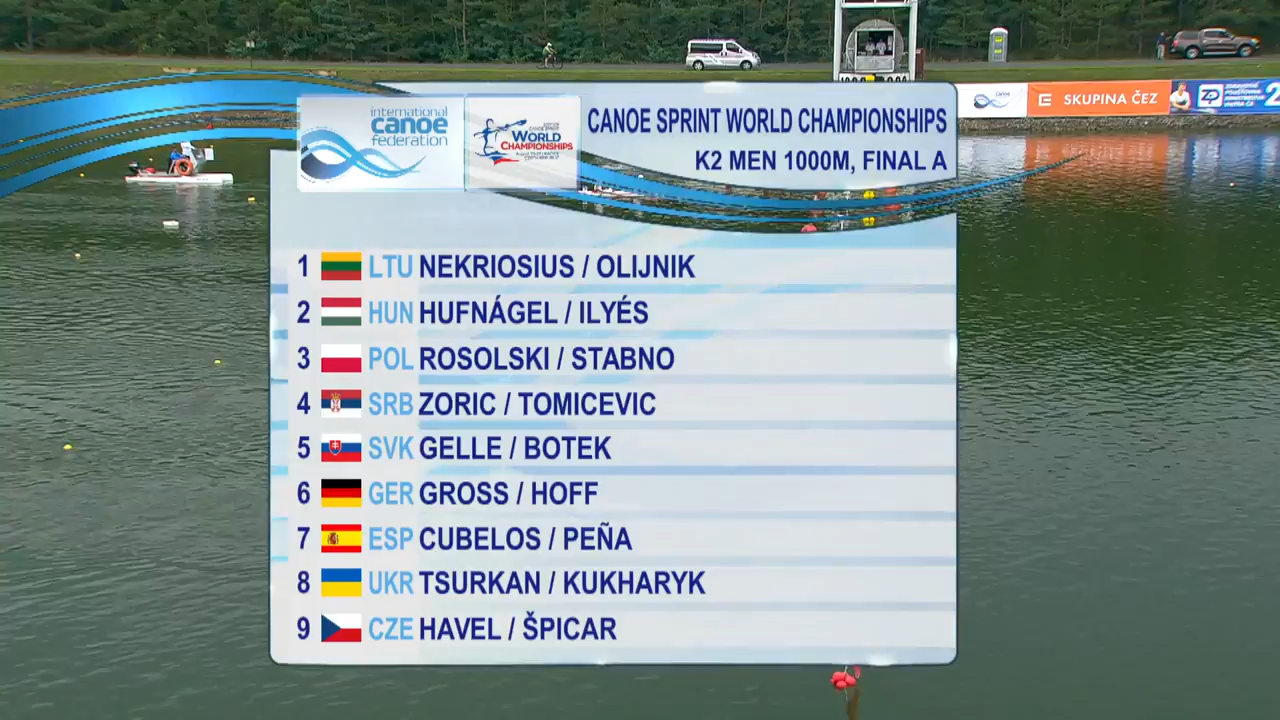 international
canoe
federation
WORLD
CHAMPIONSHIPS
CANOE SPRINT WORLD CHAMPIONSHIPS
K2 MEN 1000M, FINAL A
SKUPINA ČEZ
1 LTU NEKRIOSIUS / OLIJNIK
2 HUN HUFNÁGEL / ILYÉS
3 POL ROSOLSKI / STABNO
4 SRB ZORIC / TOMICEVIC
5 SVK GELLE / BOTEK
6 GER GROSS / HOFF
7 ESP CUBELOS / PEÑA
8 UKR TSURKAN / KUKHARYK
9 CZE HAVEL / ŠPICAR